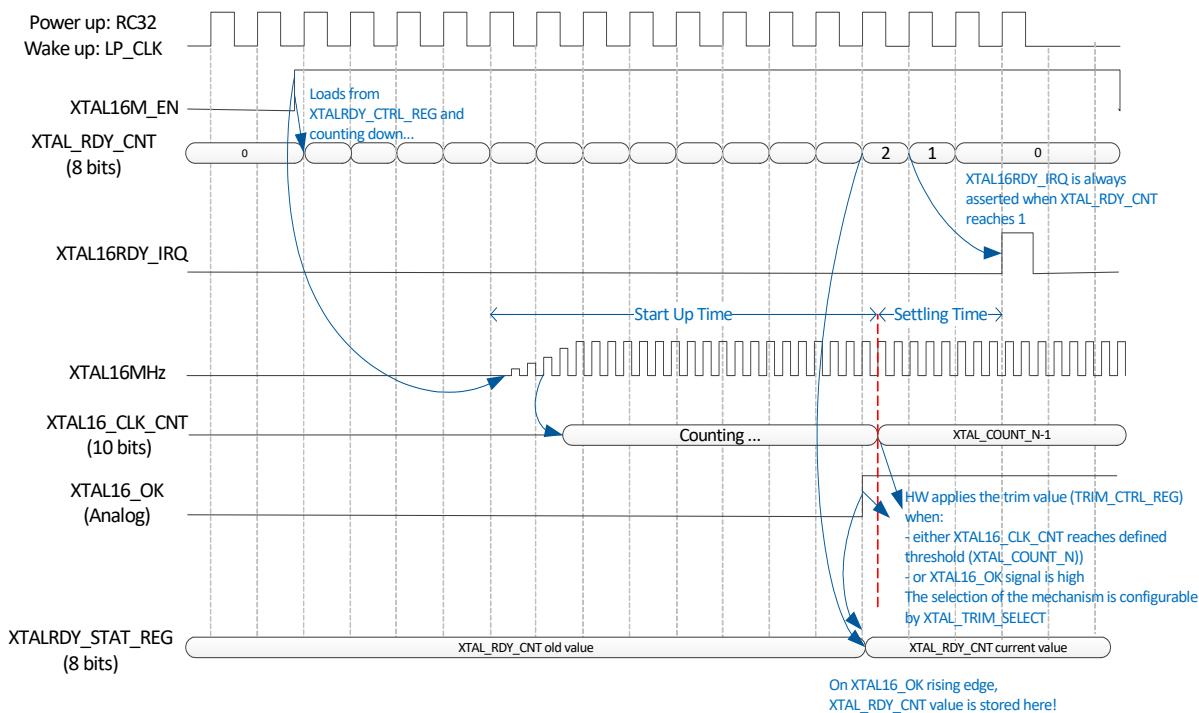 Power up: RC32
Wake up: LP_CLK
XTAL16M_EN
Loads from
XTALRDY_CTRL_REG and
counting down...
XTAL_RDY_CNT
(8 bits)
0
2
1
0
XTAL16RDY_IRQ is always
asserted when XTAL_RDY_CNT
reaches 1
XTAL16RDY_IRQ
Start Up Time
Settling Time
XTAL16MHz
XTAL16_CLK_CNT
(10 bits)
Counting ...
XTAL_COUNT_N-1
XTAL16_OK
(Analog)
HW applies the trim value (TRIM_CTRL_REG)
when:
- either XTAL16_CLK_CNT reaches defined
threshold (XTAL_COUNT_N))
- or XTAL16_OK signal is high
The selection of the mechanism is configurable
by XTAL_TRIM_SELECT
XTALRDY_STAT_REG
(8 bits)
XTAL_RDY_CNT old value
XTAL_RDY_CNT current value
On XTAL16_OK rising edge,
XTAL_RDY_CNT value is stored here!